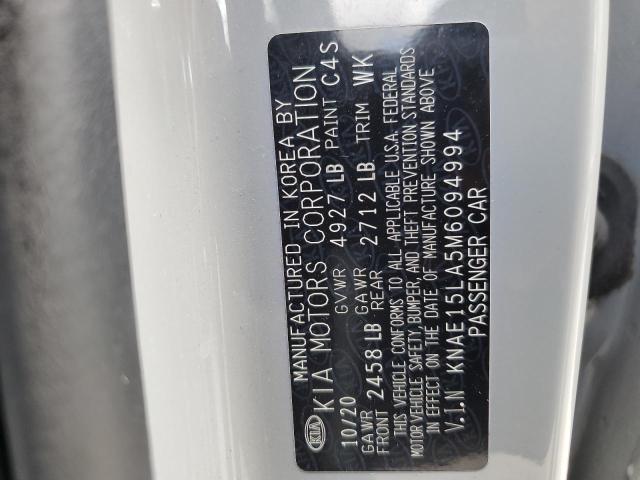 MANUFACTURED IN KOREA BY
KIA KIA MOTORS CORPORATION
10/20 GVWR 4927 LB PAINT C4S
GAWR FRONT 2458 LB GAWR REAR 2712 LB TRIM WK
THIS VEHICLE CONFORMS TO ALL APPLICABLE U.S.A. FEDERAL
MOTOR VEHICLE SAFETY, BUMPER, AND THEFT PREVENTION STANDARDS
IN EFFECT ON THE DATE OF MANUFACTURE SHOWN ABOVE
V.I.N KNAE15LA5M6094994
PASSENGER CAR